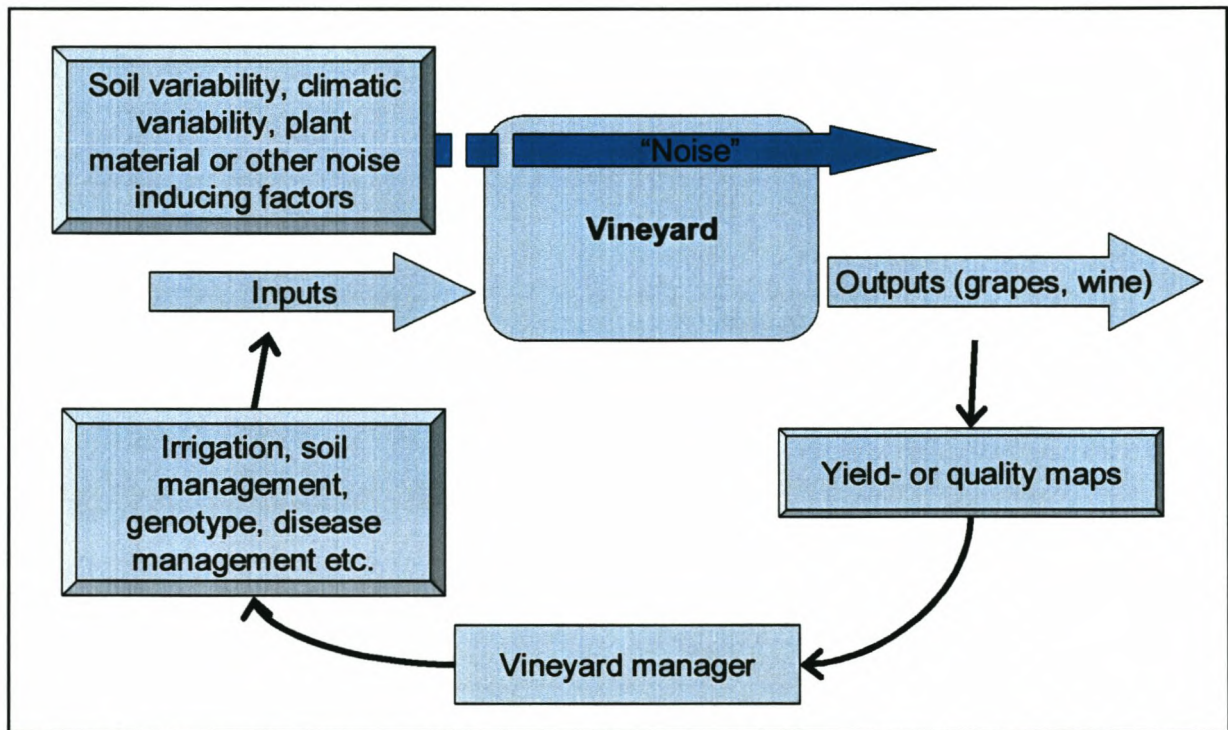 Soil variability, climatic
variability, plant
material or other noise
inducing factors
“Noise”
Vineyard
Inputs
Outputs (grapes, wine)
Irrigation, soil
management,
genotype, disease
management etc.
Yield- or quality maps
Vineyard manager